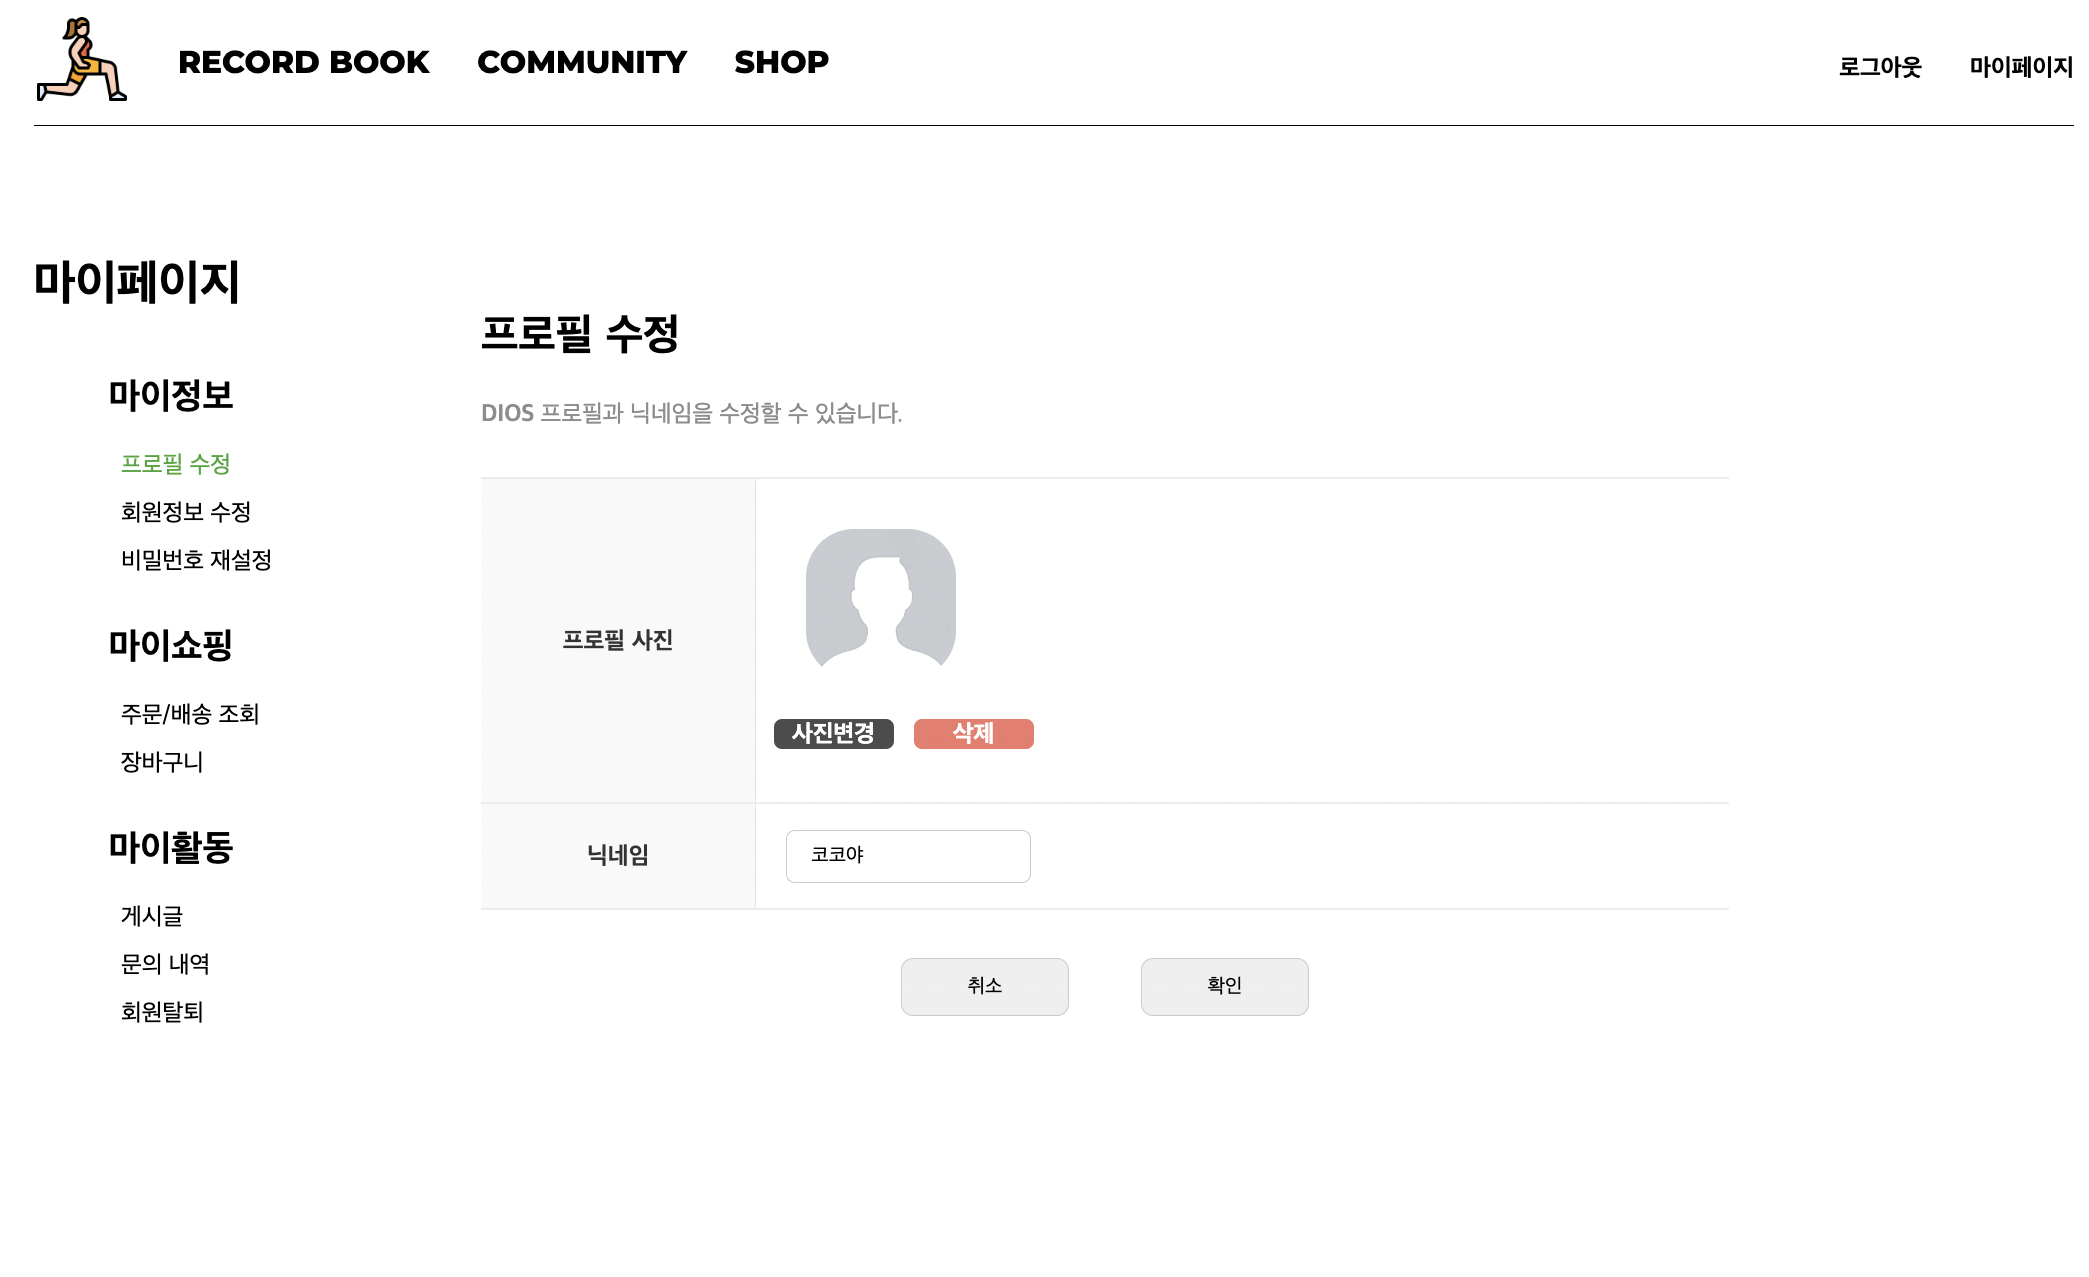 RECORD BOOK COMMUNITY SHOP 로그아웃 마이페이지
마이페이지
마이정보
프로필 수정
회원정보 수정
비밀번호 재설정
마이쇼핑
주문/배송 조회
장바구니
마이활동
게시글
문의 내역
회원탈퇴
프로필 수정
DIOS 프로필과 닉네임을 수정할 수 있습니다.
프로필 사진
사진변경 삭제
닉네임 코코야
취소 확인